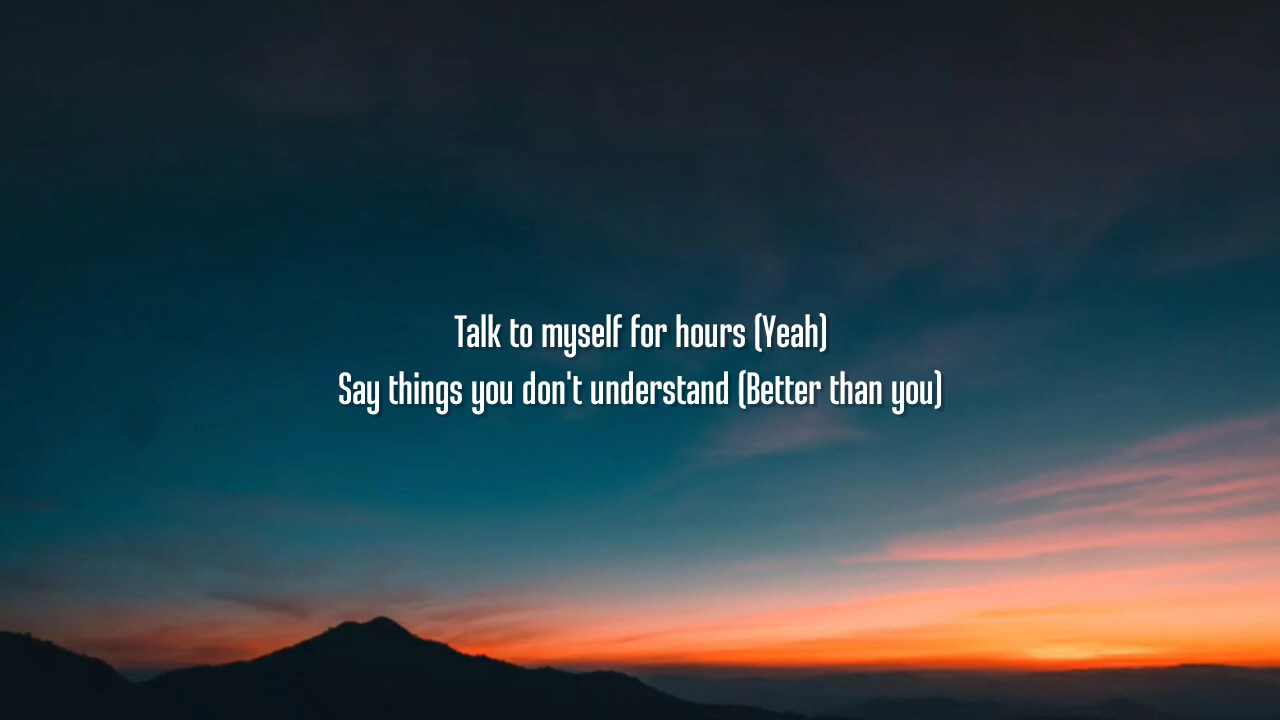 Talk to myself for hours (Yeah)
Say things you don't understand (Better than you)